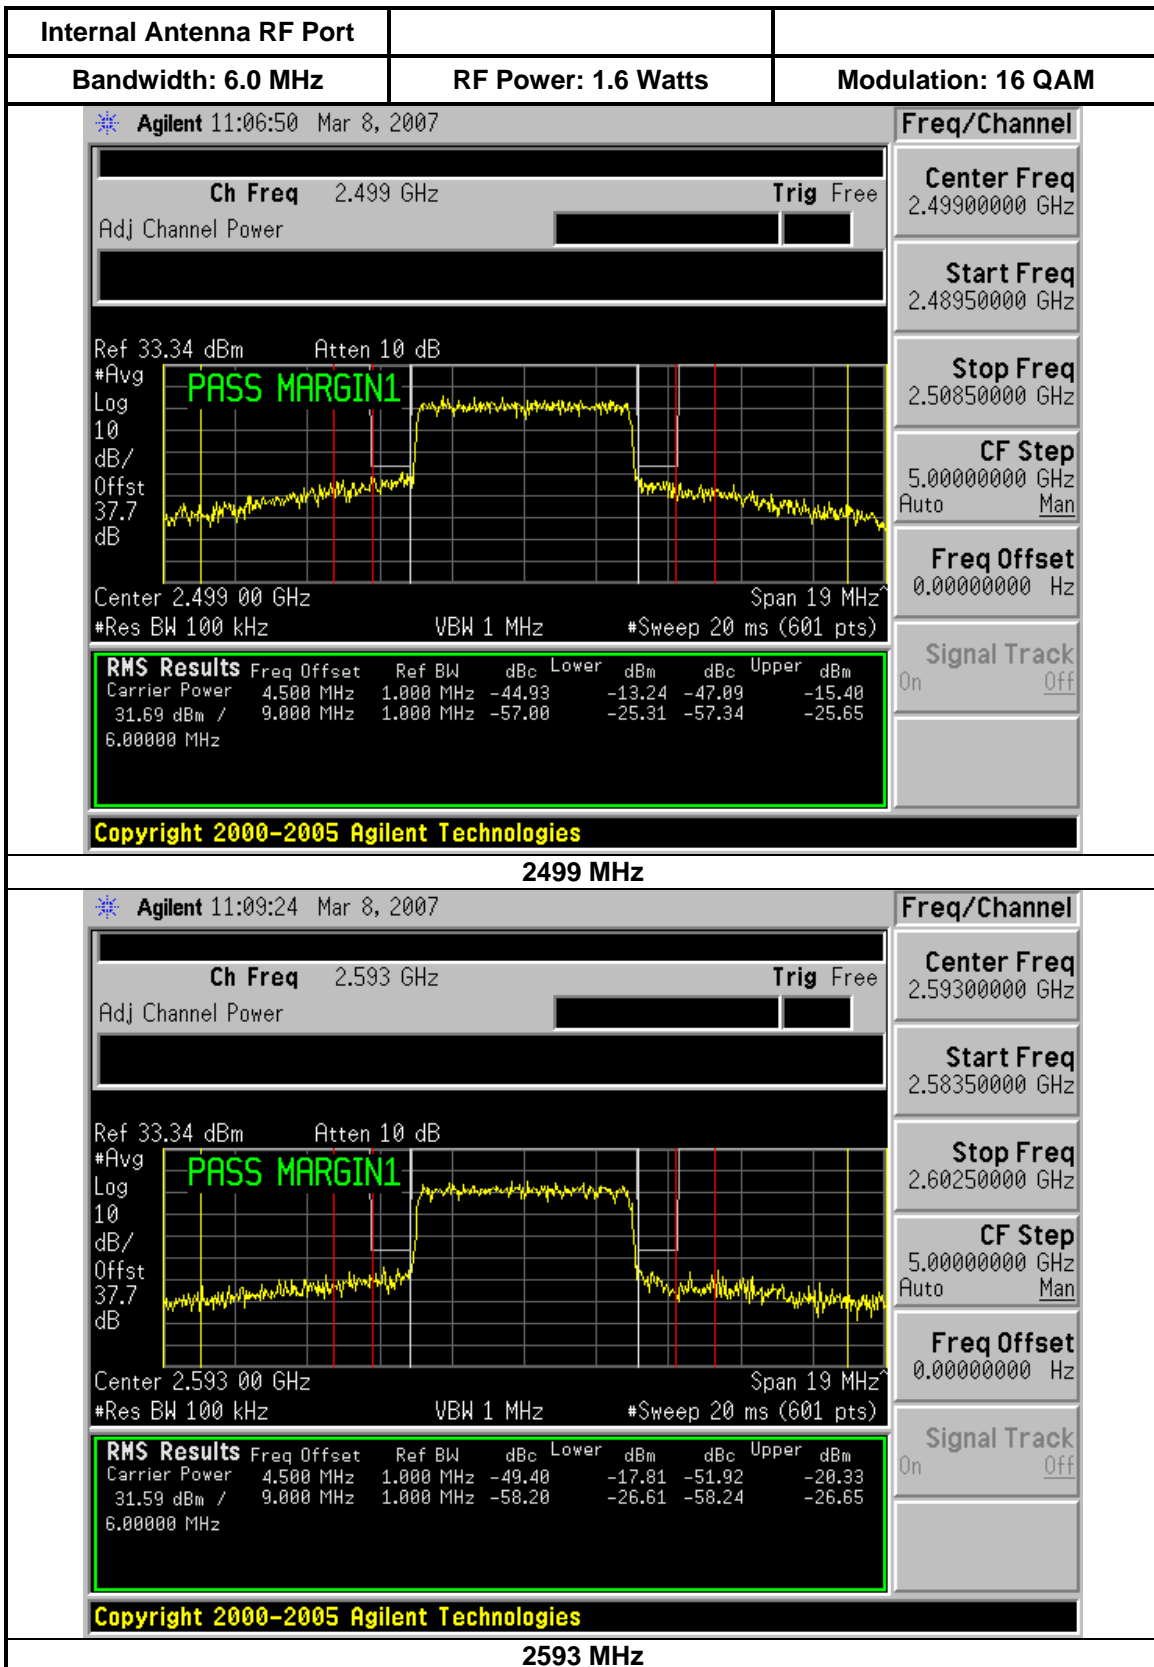 Internal Antenna RF Port
Bandwidth: 6.0 MHz RF Power: 1.6 Watts Modulation: 16 QAM
Agilent 11:06:50 Mar 8, 2007 Freq/Channel
Ch Freq 2.499 GHz Trig Free
Adj Channel Power
Center Freq
2.49900000 GHz
Start Freq
2.48950000 GHz
Stop Freq
2.50850000 GHz
CF Step
5.00000000 GHz
Auto Man
Freq Offset
0.00000000 Hz
Signal Track
On Off
Ref 33.34 dBm Atten 10 dB
#Avg
Log
10
dB/
Offst
37.7
dB
PASS MARGIN1
Center 2.499 00 GHz Span 19 MHz^
#Res BW 100 kHz VBW 1 MHz #Sweep 20 ms (601 pts)
RMS Results Freq Offset Ref BW dBc Lower dBm dBc Upper dBm
Carrier Power 4.500 MHz 1.000 MHz -44.93 -13.24 -47.09 -15.40
31.69 dBm / 9.000 MHz 1.000 MHz -57.00 -25.31 -57.34 -25.65
6.00000 MHz
Copyright 2000-2005 Agilent Technologies
2499 MHz
Agilent 11:09:24 Mar 8, 2007 Freq/Channel
Ch Freq 2.593 GHz Trig Free
Adj Channel Power
Center Freq
2.59300000 GHz
Start Freq
2.58350000 GHz
Stop Freq
2.60250000 GHz
CF Step
5.00000000 GHz
Auto Man
Freq Offset
0.00000000 Hz
Signal Track
On Off
Ref 33.34 dBm Atten 10 dB
#Avg
Log
10
dB/
Offst
37.7
dB
PASS MARGIN1
Center 2.593 00 GHz Span 19 MHz^
#Res BW 100 kHz VBW 1 MHz #Sweep 20 ms (601 pts)
RMS Results Freq Offset Ref BW dBc Lower dBm dBc Upper dBm
Carrier Power 4.500 MHz 1.000 MHz -49.40 -17.81 -51.92 -20.33
31.59 dBm / 9.000 MHz 1.000 MHz -58.20 -26.61 -58.24 -26.65
6.00000 MHz
Copyright 2000-2005 Agilent Technologies
2593 MHz